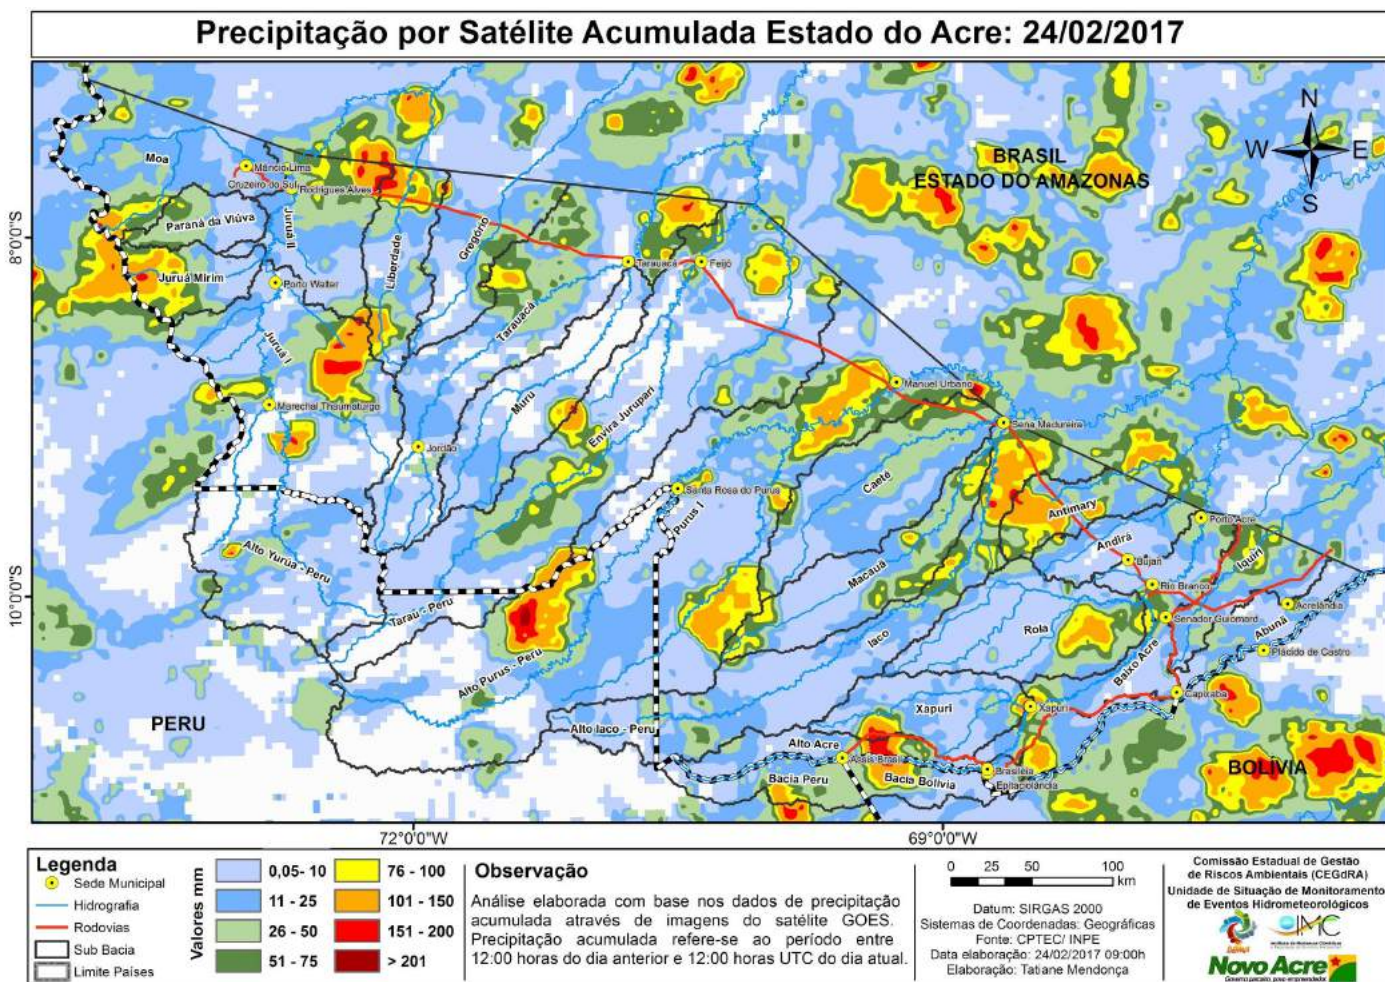 Precipitação por Satélite Acumulada Estado do Acre: 24/02/2017
N
W
E
S
BRASIL
ESTADO DO AMAZONAS
Moa
Mâncio Lima
Cruzeiro do Sul
Rodrigues Alves
Paraná da Viúva
Juruá II
Liberdade
Gregório
8°0'0"S
Tarauacá
Feijó
Juruá Mirim
Porto Walter
Tarauacá
Juruá I
Muru
Envira Jurupari
Manuel Urbano
Marechal Thaumaturgo
Sena Madureira
Jordão
Caeté
Santa Rosa do Purus
Purus I
Antimary
Porto Acre
Andirá
Iquiri
Alto Yurúa - Peru
Bujari
Macauã
Rio Branco
10°0'0"S
Tarau - Peru
Acrelândia
Senador Guiomard
Abunã
Rola
Iaco
Plácido de Castro
Alto Purus - Peru
Baixo Acre
Capixaba
Xapuri
Xapuri
PERU
Alto Iaco - Peru
Alto Acre
Assis Brasil
Brasiléia
Bacia Peru
Bacia Bolivia
Epitaciolândia
BOLÍVIA
72°0'0"W
69°0'0"W
Legenda
Sede Municipal
Hidrografia
Rodovias
Sub Bacia
Limite Países
Valores mm
0,05- 10
11 - 25
26 - 50
51 - 75
76 - 100
101 - 150
151 - 200
> 201
Observação
Análise elaborada com base nos dados de precipitação
acumulada através de imagens do satélite GOES.
Precipitação acumulada refere-se ao período entre
12:00 horas do dia anterior e 12:00 horas UTC do dia atual.
0 25 50 100
km
Datum: SIRGAS 2000
Sistemas de Coordenadas: Geográficas
Fonte: CPTEC/ INPE
Data elaboração: 24/02/2017 09:00h
Elaboração: Tatiane Mendonça
Comissão Estadual de Gestão
de Riscos Ambientais (CEGdRA)
Unidade de Situação de Monitoramento
de Eventos Hidrometeorológicos
IMC
Novo Acre